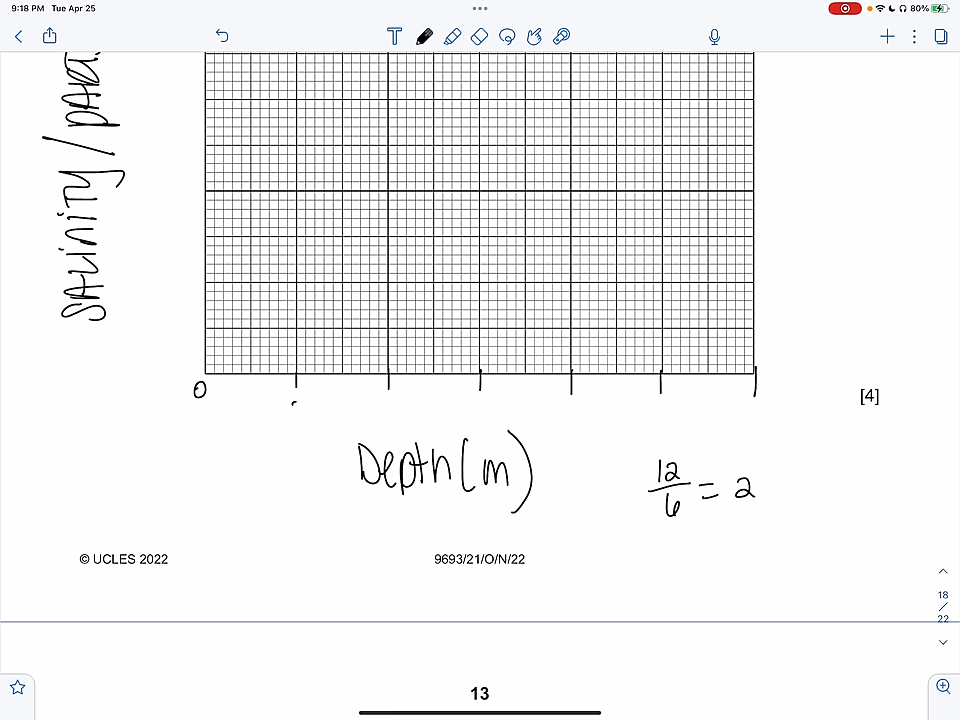 9:18 PM Tue Apr 25
80%
T
Salinity / parts
0
[4]
Depth (m)
12/6 = 2
© UCLES 2022
9693/21/O/N/22
18
/
22
13